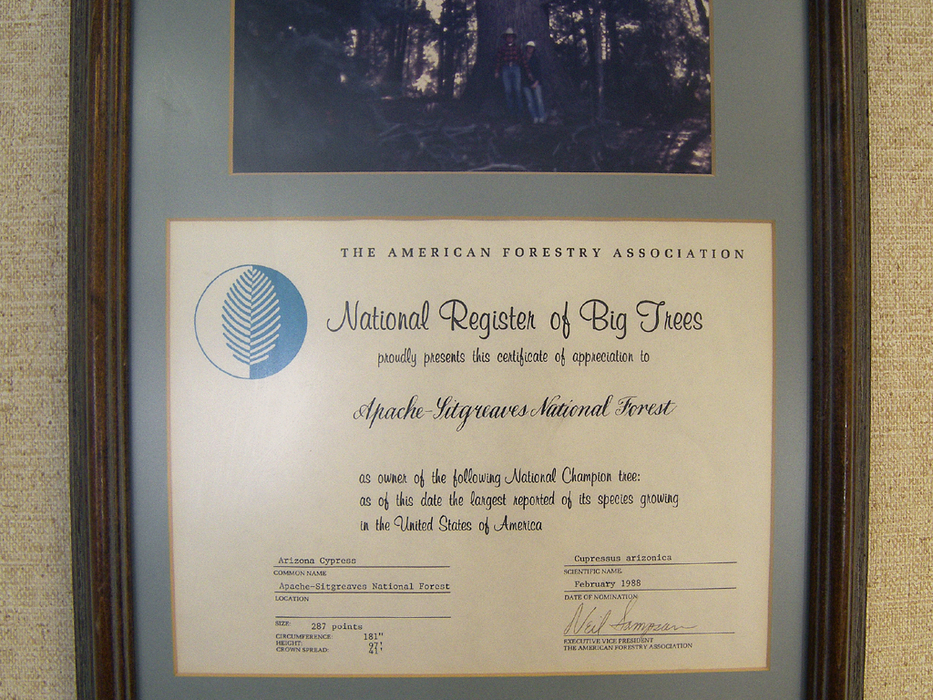 THE AMERICAN FORESTRY ASSOCIATION
National Register of Big Trees
proudly presents this certificate of appreciation to
Apache-Sitgreaves National Forest
as owner of the following National Champion tree:
as of this date the largest reported of its species growing
in the United States of America
Arizona Cypress
COMMON NAME
Apache-Sitgreaves National Forest
LOCATION
SIZE: 287 points
CIRCUMFERENCE: 181"
HEIGHT: 97'
CROWN SPREAD: 41'
Cupressus arizonica
SCIENTIFIC NAME
February 1988
DATE OF NOMINATION
Neil Sampson
EXECUTIVE VICE PRESIDENT
THE AMERICAN FORESTRY ASSOCIATION